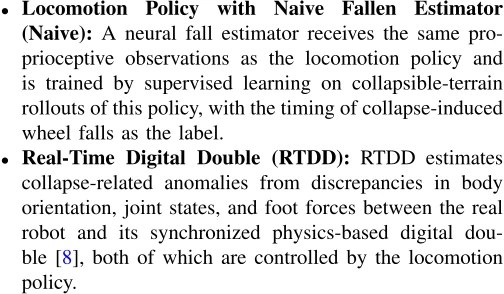 • Locomotion Policy with Naive Fallen Estimator
(Naive): A neural fall estimator receives the same pro-
prioceptive observations as the locomotion policy and
is trained by supervised learning on collapsible-terrain
rollouts of this policy, with the timing of collapse-induced
wheel falls as the label.
• Real-Time Digital Double (RTDD): RTDD estimates
collapse-related anomalies from discrepancies in body
orientation, joint states, and foot forces between the real
robot and its synchronized physics-based digital dou-
ble [8], both of which are controlled by the locomotion
policy.